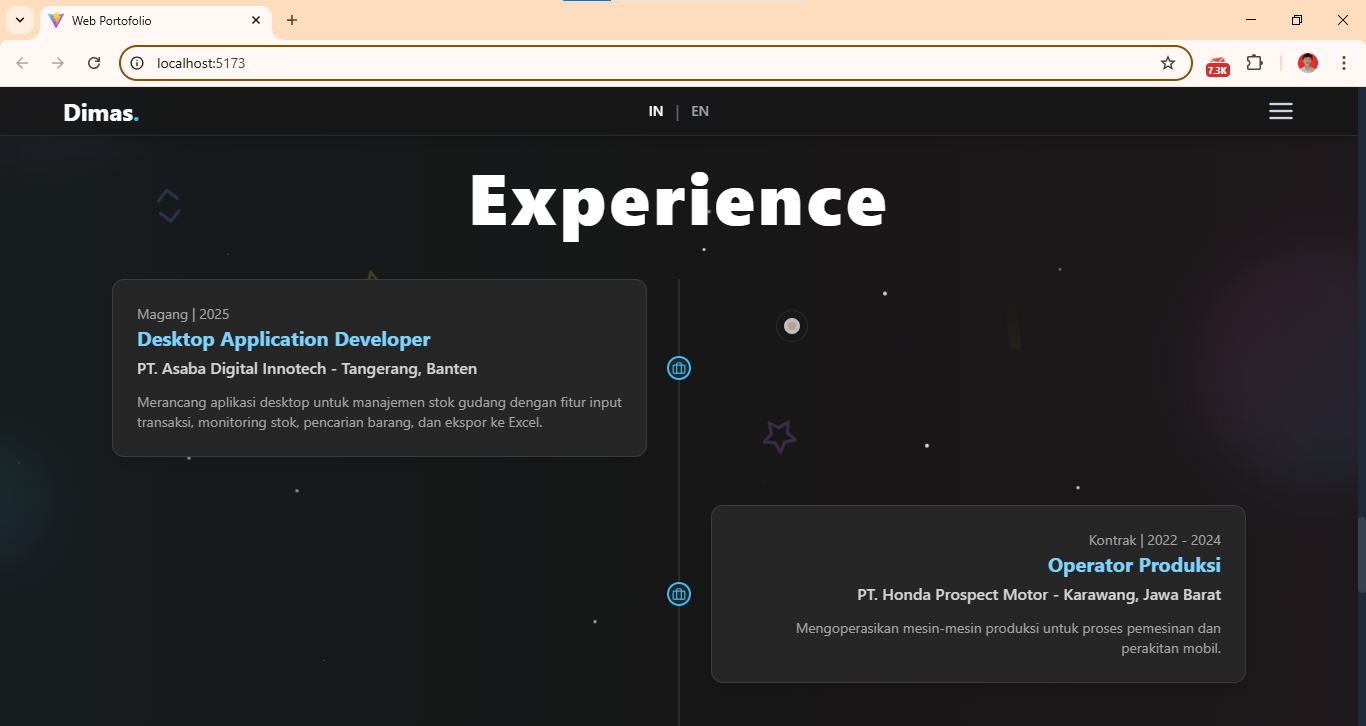 Web Portofolio
localhost:5173
7.3K
Dimas.
IN | EN
Experience
Magang | 2025
Desktop Application Developer
PT. Asaba Digital Innotech - Tangerang, Banten
Merancang aplikasi desktop untuk manajemen stok gudang dengan fitur input
transaksi, monitoring stok, pencarian barang, dan ekspor ke Excel.
Kontrak | 2022 - 2024
Operator Produksi
PT. Honda Prospect Motor - Karawang, Jawa Barat
Mengoperasikan mesin-mesin produksi untuk proses pemesinan dan
perakitan mobil.